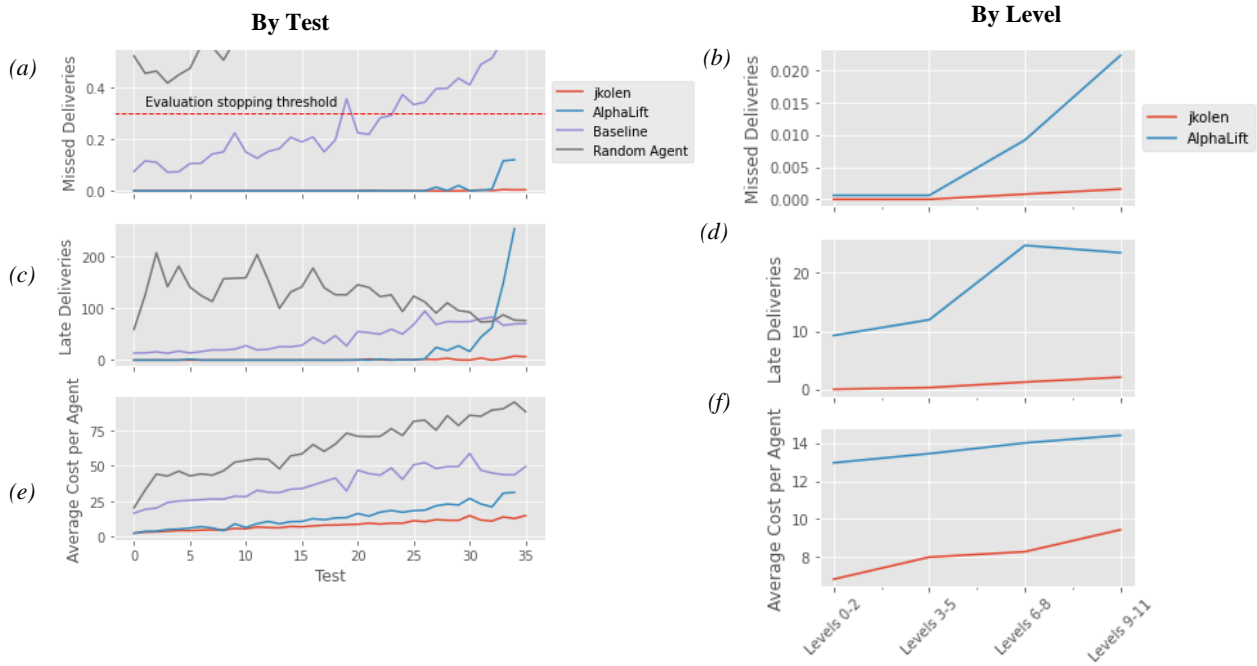 By Test
By Level
(a)
Missed Deliveries
0.4
0.2
0.0
Evaluation stopping threshold
jkolen
AlphaLift
Baseline
Random Agent
(b)
Missed Deliveries
0.020
0.015
0.010
0.005
0.000
jkolen
AlphaLift
(c)
Late Deliveries
200
100
0
(d)
Late Deliveries
20
10
0
(e)
Average Cost per Agent
75
50
25
0
0 5 10 15 20 25 30 35
Test
(f)
Average Cost per Agent
14
12
10
8
Levels 0-2
Levels 3-5
Levels 6-8
Levels 9-11